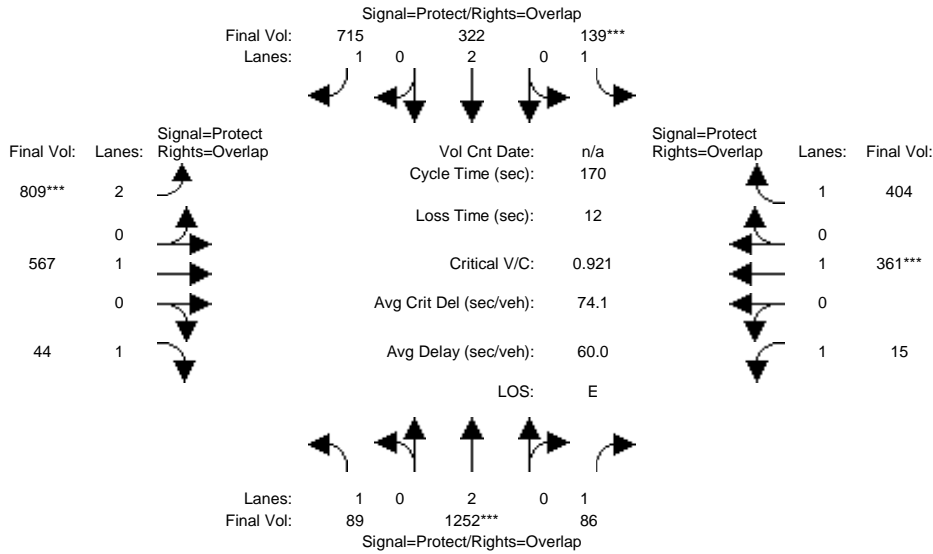 Signal=Protect/Rights=Overlap
Final Vol: 715 322 139***
Lanes: 1 0 2 0 1
Signal=Protect Signal=Protect
Final Vol: Lanes: Rights=Overlap Vol Cnt Date: n/a Rights=Overlap Lanes: Final Vol:
Cycle Time (sec): 170
809*** 2 1 404
Loss Time (sec): 12
0 0
567 1 Critical V/C: 0.921 1 361***
0 Avg Crit Del (sec/veh): 74.1 0
44 1 Avg Delay (sec/veh): 60.0 1 15
LOS: E
Lanes: 1 0 2 0 1
Final Vol: 89 1252*** 86
Signal=Protect/Rights=Overlap